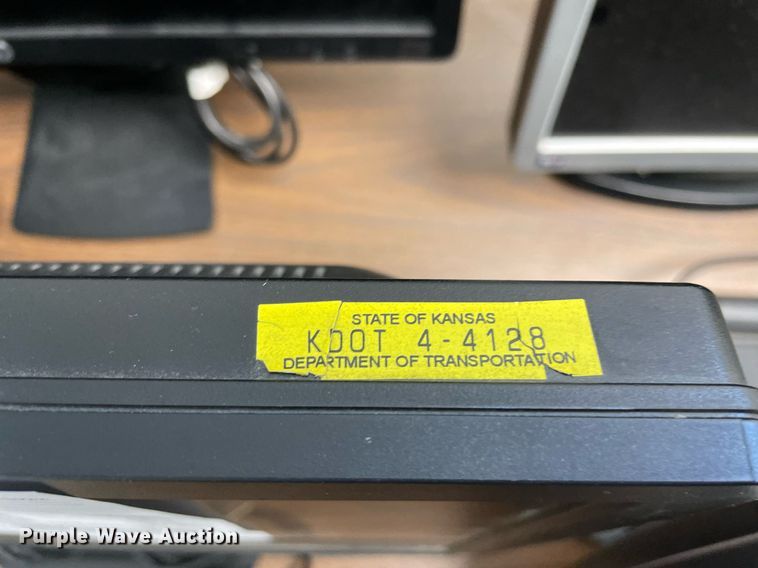 STATE OF KANSAS
KDOT 4-4128
DEPARTMENT OF TRANSPORTATION
Purple Wave Auction